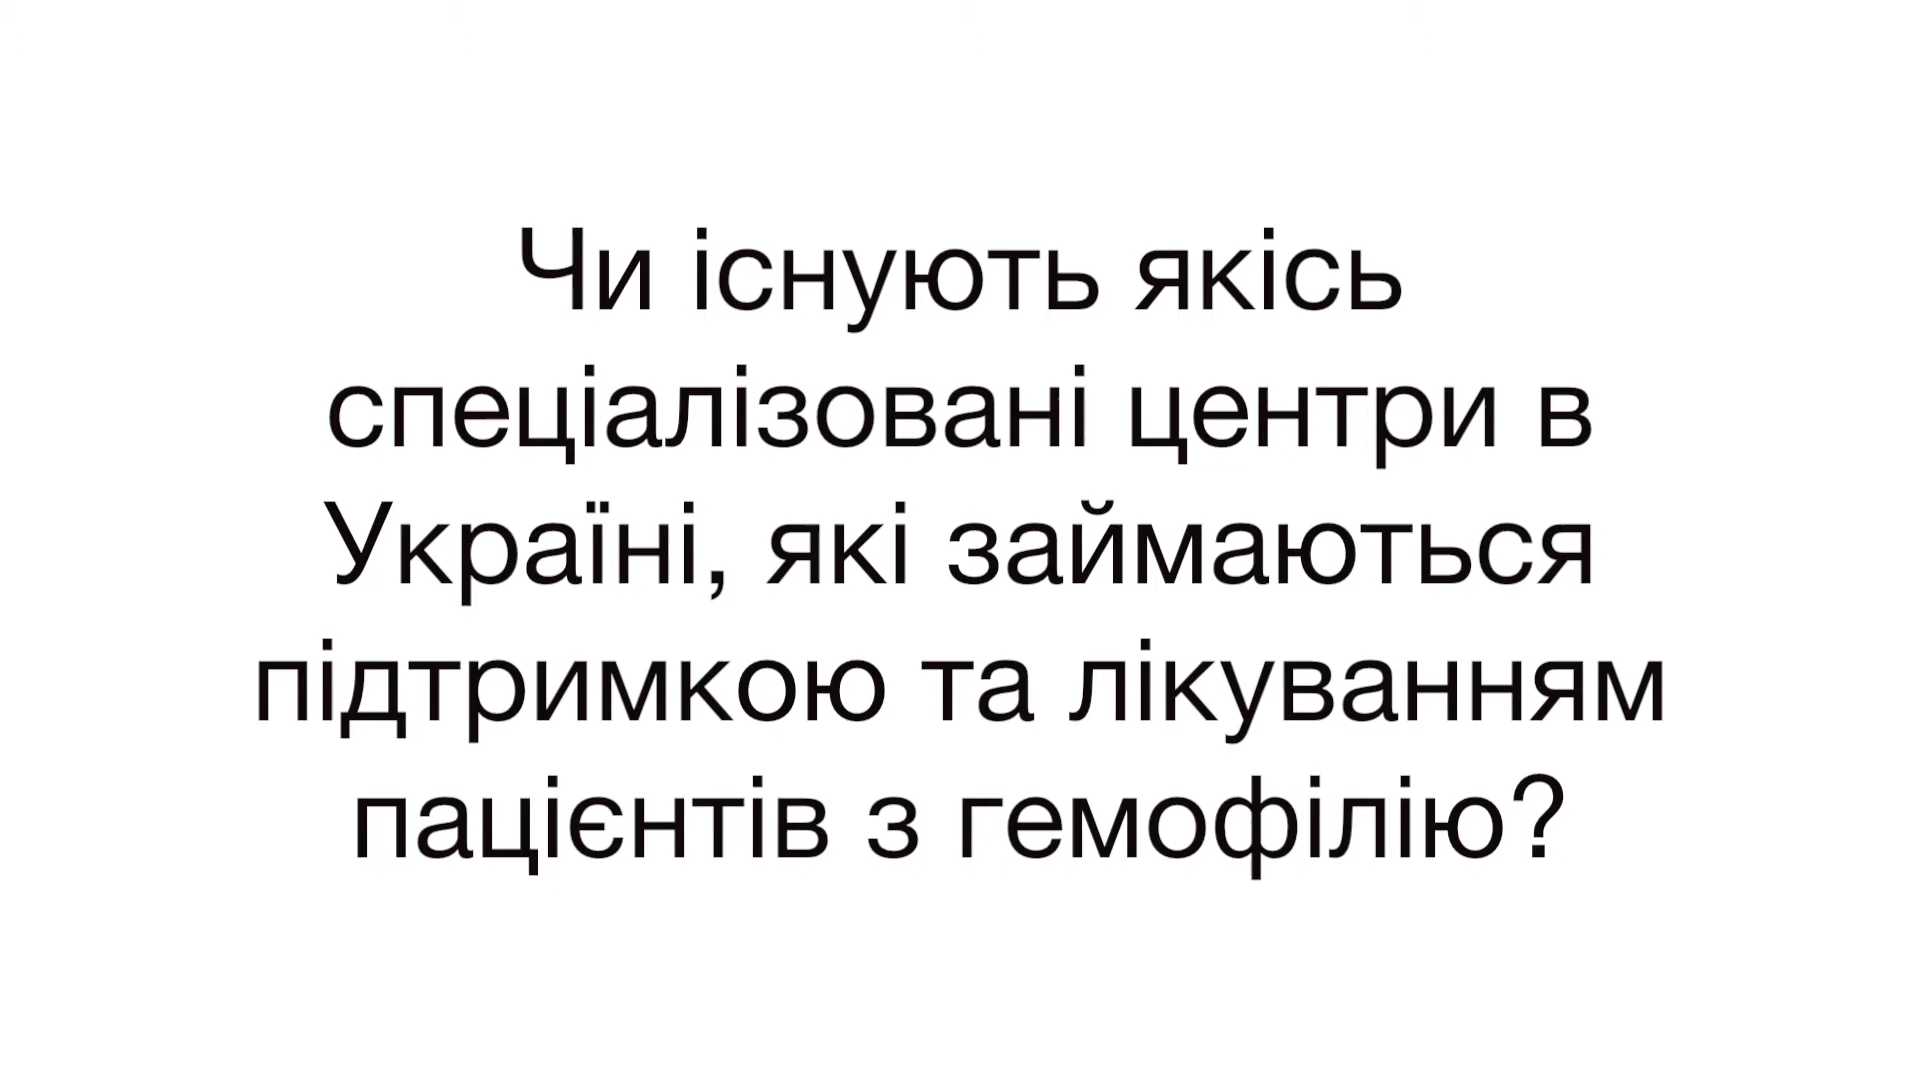 Чи існують якісь
спеціалізовані центри в
Україні, які займаються
підтримкою та лікуванням
пацієнтів з гемофілію?